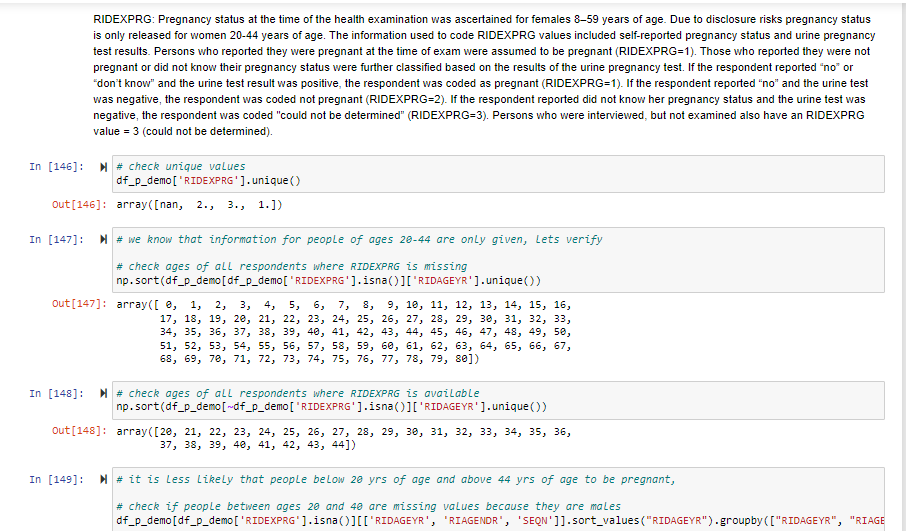 RIDEXPRG: Pregnancy status at the time of the health examination was ascertained for females 8–59 years of age. Due to disclosure risks pregnancy status
is only released for women 20-44 years of age. The information used to code RIDEXPRG values included self-reported pregnancy status and urine pregnancy
test results. Persons who reported they were pregnant at the time of exam were assumed to be pregnant (RIDEXPRG=1). Those who reported they were not
pregnant or did not know their pregnancy status were further classified based on the results of the urine pregnancy test. If the respondent reported “no” or
“don’t know” and the urine test result was positive, the respondent was coded as pregnant (RIDEXPRG=1). If the respondent reported “no” and the urine test
was negative, the respondent was coded not pregnant (RIDEXPRG=2). If the respondent reported did not know her pregnancy status and the urine test was
negative, the respondent was coded "could not be determined” (RIDEXPRG=3). Persons who were interviewed, but not examined also have an RIDEXPRG
value = 3 (could not be determined).
In [146]: # check unique values
df_p_demo['RIDEXPRG'].unique()
Out[146]: array([nan, 2., 3., 1.])
In [147]: # we know that information for people of ages 20-44 are only given, lets verify
# check ages of all respondents where RIDEXPRG is missing
np.sort(df_p_demo[df_p_demo['RIDEXPRG'].isna()]['RIDAGEYR'].unique())
Out[147]: array([ 0, 1, 2, 3, 4, 5, 6, 7, 8, 9, 10, 11, 12, 13, 14, 15, 16,
17, 18, 19, 20, 21, 22, 23, 24, 25, 26, 27, 28, 29, 30, 31, 32, 33,
34, 35, 36, 37, 38, 39, 40, 41, 42, 43, 44, 45, 46, 47, 48, 49, 50,
51, 52, 53, 54, 55, 56, 57, 58, 59, 60, 61, 62, 63, 64, 65, 66, 67,
68, 69, 70, 71, 72, 73, 74, 75, 76, 77, 78, 79, 80])
In [148]: # check ages of all respondents where RIDEXPRG is available
np.sort(df_p_demo[~df_p_demo['RIDEXPRG'].isna()]['RIDAGEYR'].unique())
Out[148]: array([20, 21, 22, 23, 24, 25, 26, 27, 28, 29, 30, 31, 32, 33, 34, 35, 36,
37, 38, 39, 40, 41, 42, 43, 44])
In [149]: # it is less likely that people below 20 yrs of age and above 44 yrs of age to be pregnant,
# check if people between ages 20 and 40 are missing values because they are males
df_p_demo[df_p_demo['RIDEXPRG'].isna()][['RIDAGEYR', 'RIAGENDR', 'SEQN']].sort_values("RIDAGEYR").groupby(["RIDAGEYR", "RIAGE